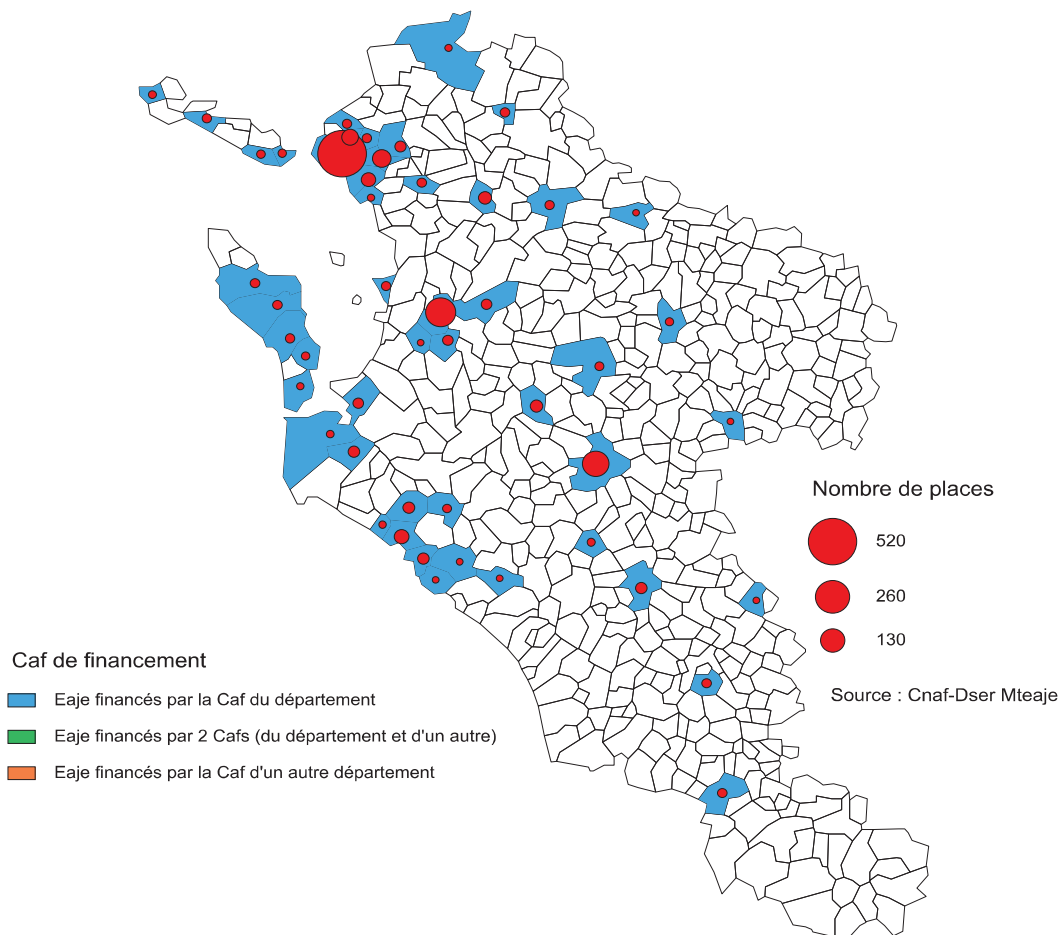 Nombre de places
520
260
130
Caf de financement
Eaje financés par la Caf du département
Eaje financés par 2 Cafs (du département et d'un autre)
Eaje financés par la Caf d'un autre département
Source : Cnaf-Dser Mteaje